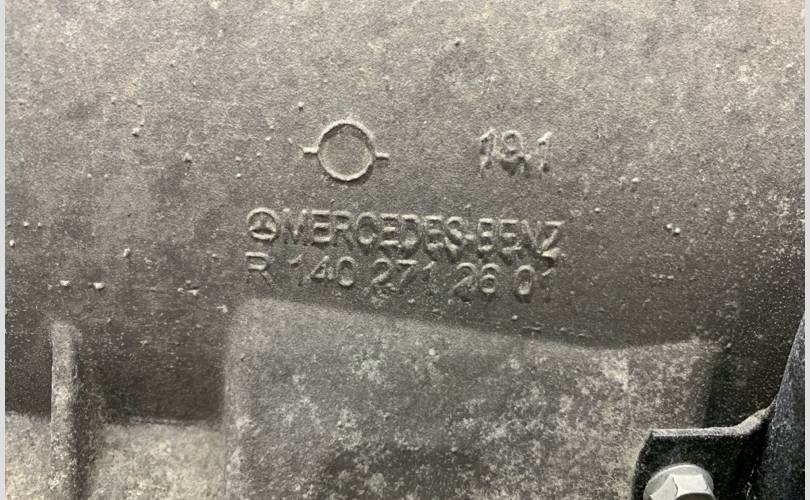 19.1
MERCEDES-BENZ
R 140 271 26 01